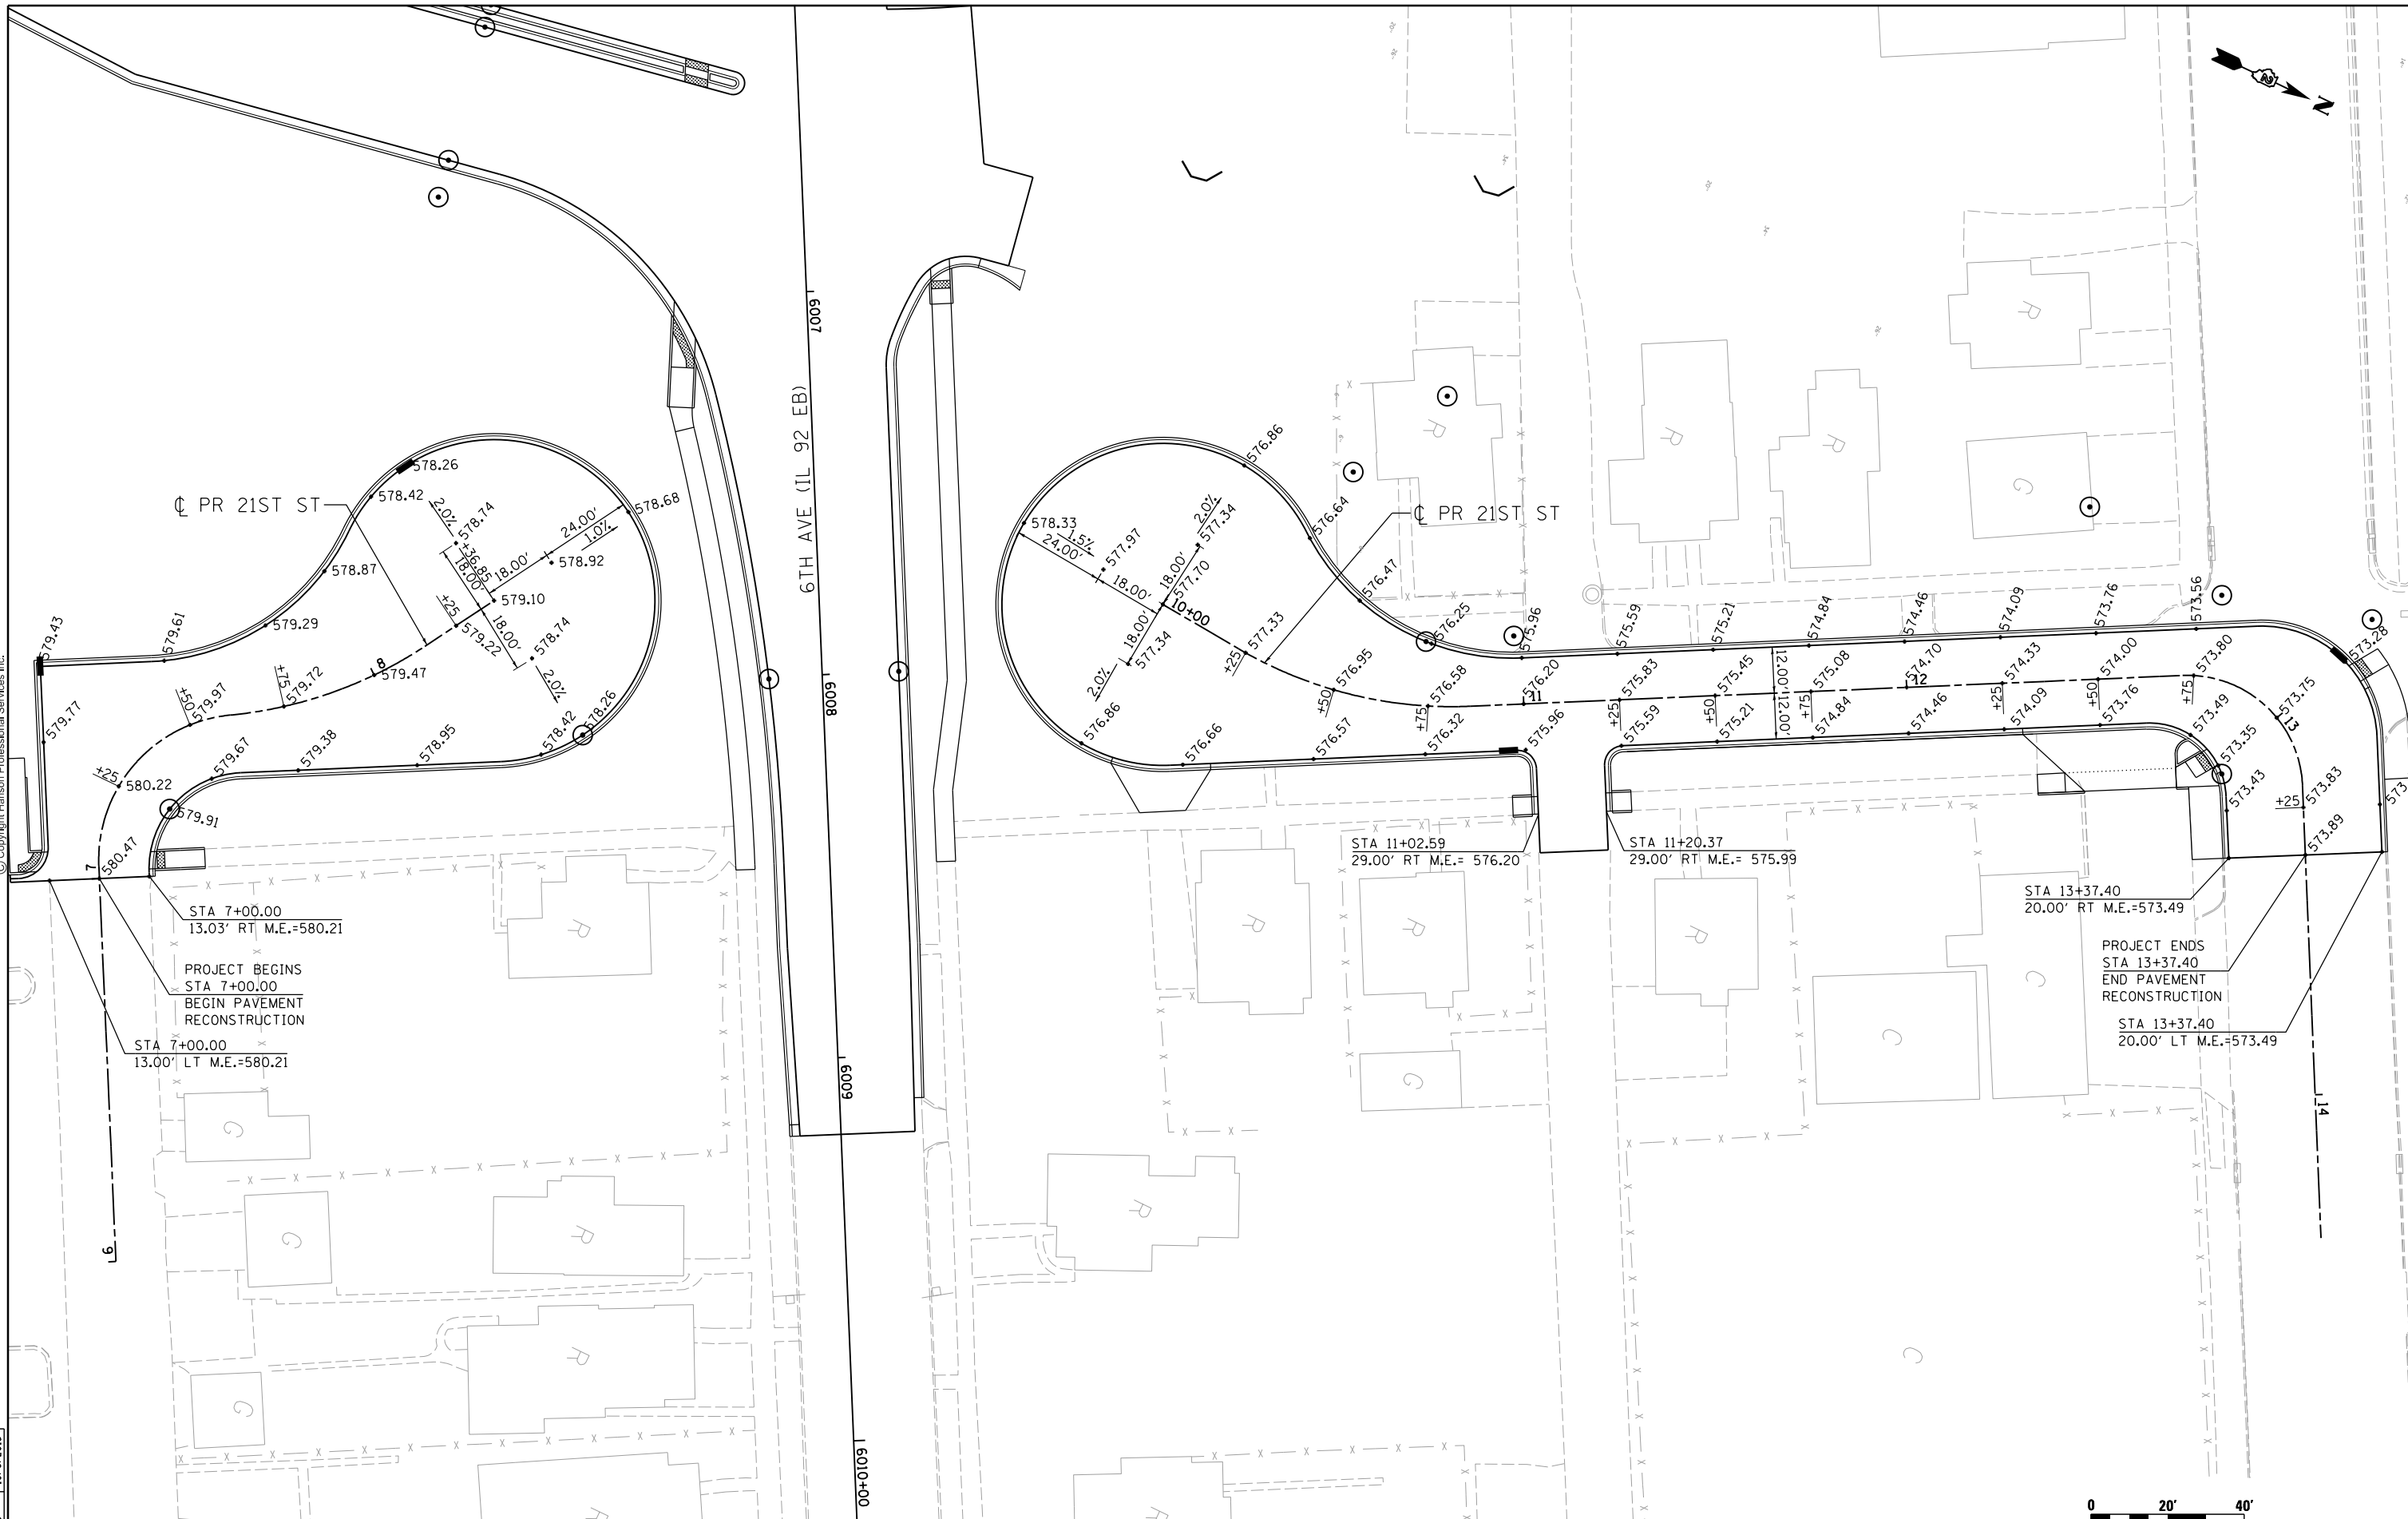 N
6007
6008
6009
6010+00
6TH AVE (IL 92 EB)
℄ PR 21ST ST
578.26
578.42
2.0%
578.74
+36.85
18.00'
24.00'
1.0%
578.68
18.00'
578.92
579.10
18.00'
578.74
2.0%
+25
579.22
578.87
579.29
579.43
579.61
8
579.47
+75
579.72
+50
579.97
579.77
+25
580.22
579.67
579.38
578.95
578.42
578.26
579.91
7
580.47
STA 7+00.00
13.03' RT M.E.=580.21
PROJECT BEGINS
STA 7+00.00
BEGIN PAVEMENT
RECONSTRUCTION
STA 7+00.00
13.00' LT M.E.=580.21
6
℄ PR 21ST ST
576.86
576.64
576.47
576.25
578.33
1.5%
24.00'
577.97
18.00'
2.0%
577.34
18.00'
577.70
10+00
18.00'
577.34
2.0%
+25
577.33
+50
576.95
+75
576.58
576.20
11
575.96
575.59
575.21
574.84
574.46
574.09
573.76
573.56
573.28
+25
575.83
+50
575.45
12.00'
12.00'
+75
575.08
574.70
12
+25
574.33
+50
574.00
+75
573.80
573.75
13
576.86
576.66
576.57
576.32
575.96
575.59
575.21
574.84
574.46
574.09
573.76
573.49
573.35
573.43
+25
573.83
573.89
STA 11+02.59
29.00' RT M.E.= 576.20
STA 11+20.37
29.00' RT M.E.= 575.99
STA 13+37.40
20.00' RT M.E.=573.49
PROJECT ENDS
STA 13+37.40
END PAVEMENT
RECONSTRUCTION
STA 13+37.40
20.00' LT M.E.=573.49
14
R
R
R
R
G
R
R
R
R
G
C
C
C
G
G
R
R
R
G
R
0 20' 40'
© Copyright Hanson Professional Services Inc.